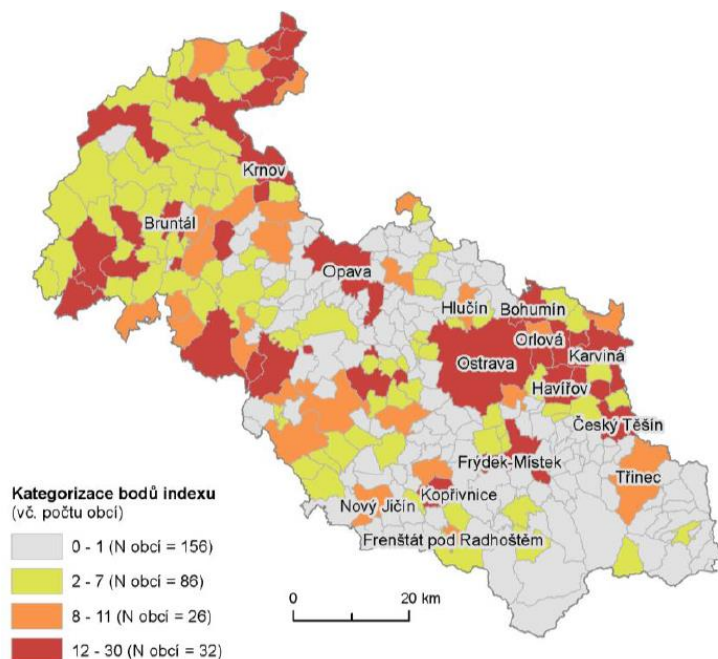 Krnov
Bruntál
Opava
Hlučín
Bohumín
Orlová
Karviná
Ostrava
Havířov
Český Těšín
Frýdek-Místek
Třinec
Kopřivnice
Nový Jičín
Frenštát pod Radhoštěm
Kategorizace bodů indexu
(vč. počtu obcí)
0 - 1 (N obcí = 156)
2 - 7 (N obcí = 86)
8 - 11 (N obcí = 26)
12 - 30 (N obcí = 32)
0 20 km